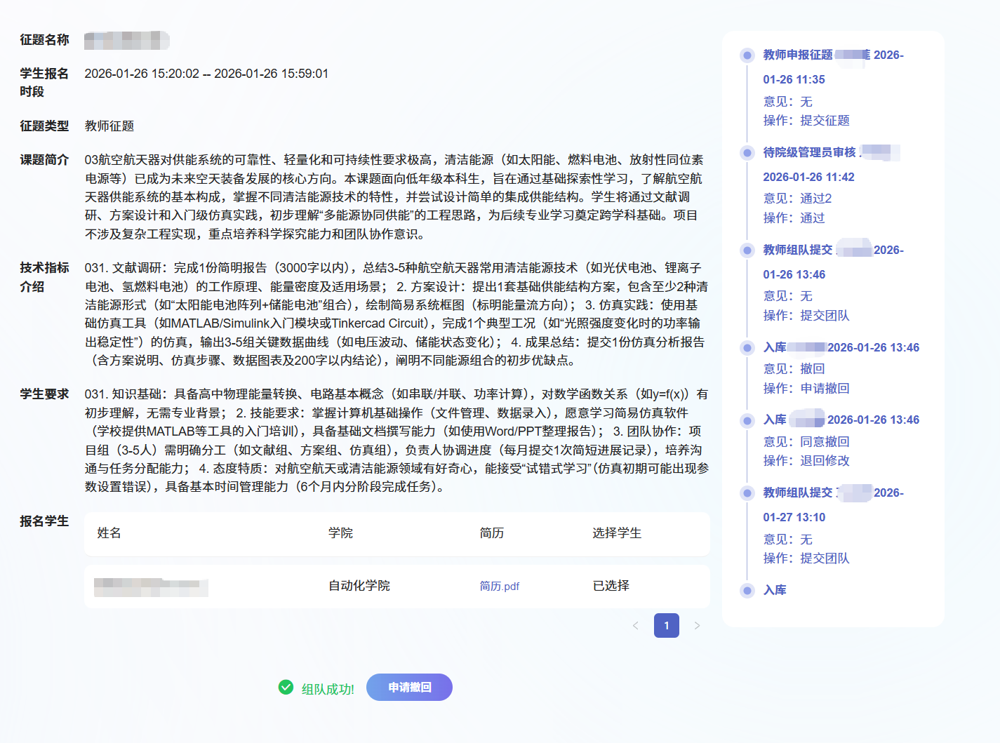 征题名称
学生报名
时段
2026-01-26 15:20:02 -- 2026-01-26 15:59:01
征题类型
教师征题
课题简介
03航空航天器对供能系统的可靠性、轻量化和可持续性要求极高，清洁能源（如太阳能、燃料电池、放射性同位素
电源等）已成为未来空天装备发展的核心方向。本课题面向低年级本科生，旨在通过基础探索性学习，了解航空航
天器供能系统的基本构成，掌握不同清洁能源技术的特性，并尝试设计简单的集成供能结构。学生将通过文献调
研、方案设计和入门级仿真实践，初步理解“多能源协同供能”的工程思路，为后续专业学习奠定跨学科基础。项目
不涉及复杂工程实现，重点培养科学探究能力和团队协作意识。
技术指标
介绍
031. 文献调研：完成1份简明报告（3000字以内），总结3-5种航空航天器常用清洁能源技术（如光伏电池、锂离子
电池、氢燃料电池）的工作原理、能量密度及适用场景； 2. 方案设计：提出1套基础供能结构方案，包含至少2种清
洁能源形式（如“太阳能电池阵列+储能电池”组合），绘制简易系统框图（标明能量流方向）； 3. 仿真实践：使用基
础仿真工具（如MATLAB/Simulink入门模块或Tinkercad Circuit），完成1个典型工况（如“光照强度变化时的功率输
出稳定性”）的仿真，输出3-5组关键数据曲线（如电压波动、储能状态变化）； 4. 成果总结：提交1份仿真分析报告
（含方案说明、仿真步骤、数据图表及200字以内结论），阐明不同能源组合的初步优缺点。
学生要求
031. 知识基础：具备高中物理能量转换、电路基本概念（如串联/并联、功率计算），对数学函数关系（如y=f(x)）有
初步理解，无需专业背景； 2. 技能要求：掌握计算机基础操作（文件管理、数据录入），愿意学习简易仿真软件
（学校提供MATLAB等工具的入门培训），具备基础文档撰写能力（如使用Word/PPT整理报告）； 3. 团队协作：项
目组（3-5人）需明确分工（如文献组、方案组、仿真组），负责人协调进度（每月提交1次简短进展记录），培养沟
通与任务分配能力； 4. 态度特质：对航空航天或清洁能源领域有好奇心，能接受“试错式学习”（仿真初期可能出现参
数设置错误），具备基本时间管理能力（6个月内分阶段完成任务）。
报名学生
姓名 学院 简历 选择学生
自动化学院 简历.pdf 已选择
< 1 >
组队成功! 申请撤回
教师申报征题 2026-
01-26 11:35
意见：无
操作：提交征题
待院级管理员审核
2026-01-26 11:42
意见：通过2
操作：通过
教师组队提交 2026-
01-26 13:46
意见：无
操作：提交团队
入库 2026-01-26 13:46
意见：撤回
操作：申请撤回
入库 2026-01-26 13:46
意见：同意撤回
操作：退回修改
教师组队提交 2026-
01-27 13:10
意见：无
操作：提交团队
入库